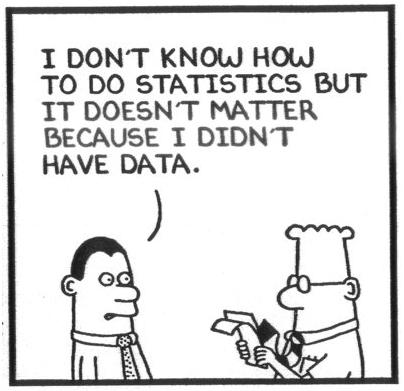 I DON'T KNOW HOW
TO DO STATISTICS BUT
IT DOESN'T MATTER
BECAUSE I DIDN'T
HAVE DATA.